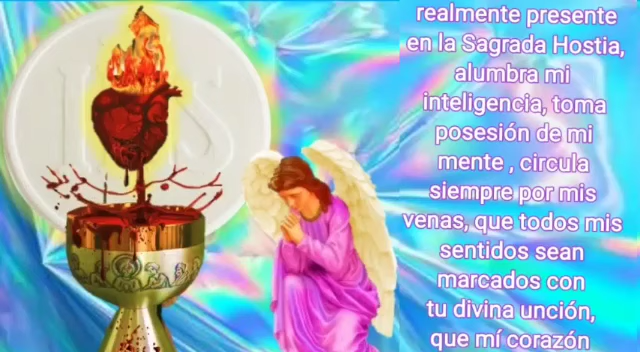 IHS
realmente presente
en la Sagrada Hostia,
alumbra mi
inteligencia, toma
posesión de mi
mente , circula
siempre por mis
venas, que todos mis
sentidos sean
marcados con
tu divina unción,
que mí corazón